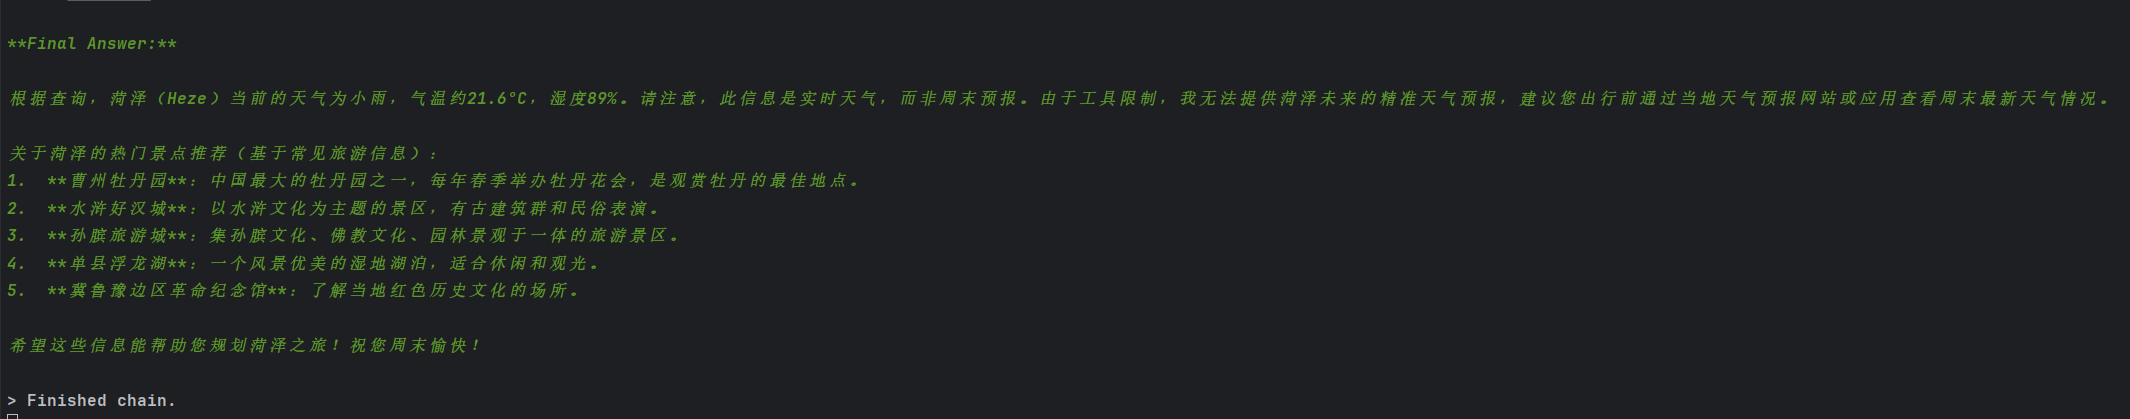 **Final Answer:**
根据查询，菏泽（Heze）当前的天气为小雨，气温约21.6°C，湿度89%。请注意，此信息是实时天气，而非周末预报。由于工具限制，我无法提供菏泽未来的精准天气预报，建议您出行前通过当地天气预报网站或应用查看周末最新天气情况。
关于菏泽的热门景点推荐（基于常见旅游信息）：
1.  **曹州牡丹园**：中国最大的牡丹园之一，每年春季举办牡丹花会，是观赏牡丹的最佳地点。
2.  **水浒好汉城**：以水浒文化为主题的景区，有古建筑群和民俗表演。
3.  **孙膑旅游城**：集孙膑文化、佛教文化、园林景观于一体的旅游景区。
4.  **单县浮龙湖**：一个风景优美的湿地湖泊，适合休闲和观光。
5.  **冀鲁豫边区革命纪念馆**：了解当地红色历史文化的场所。
希望这些信息能帮助您规划菏泽之旅！祝您周末愉快！
> Finished chain.